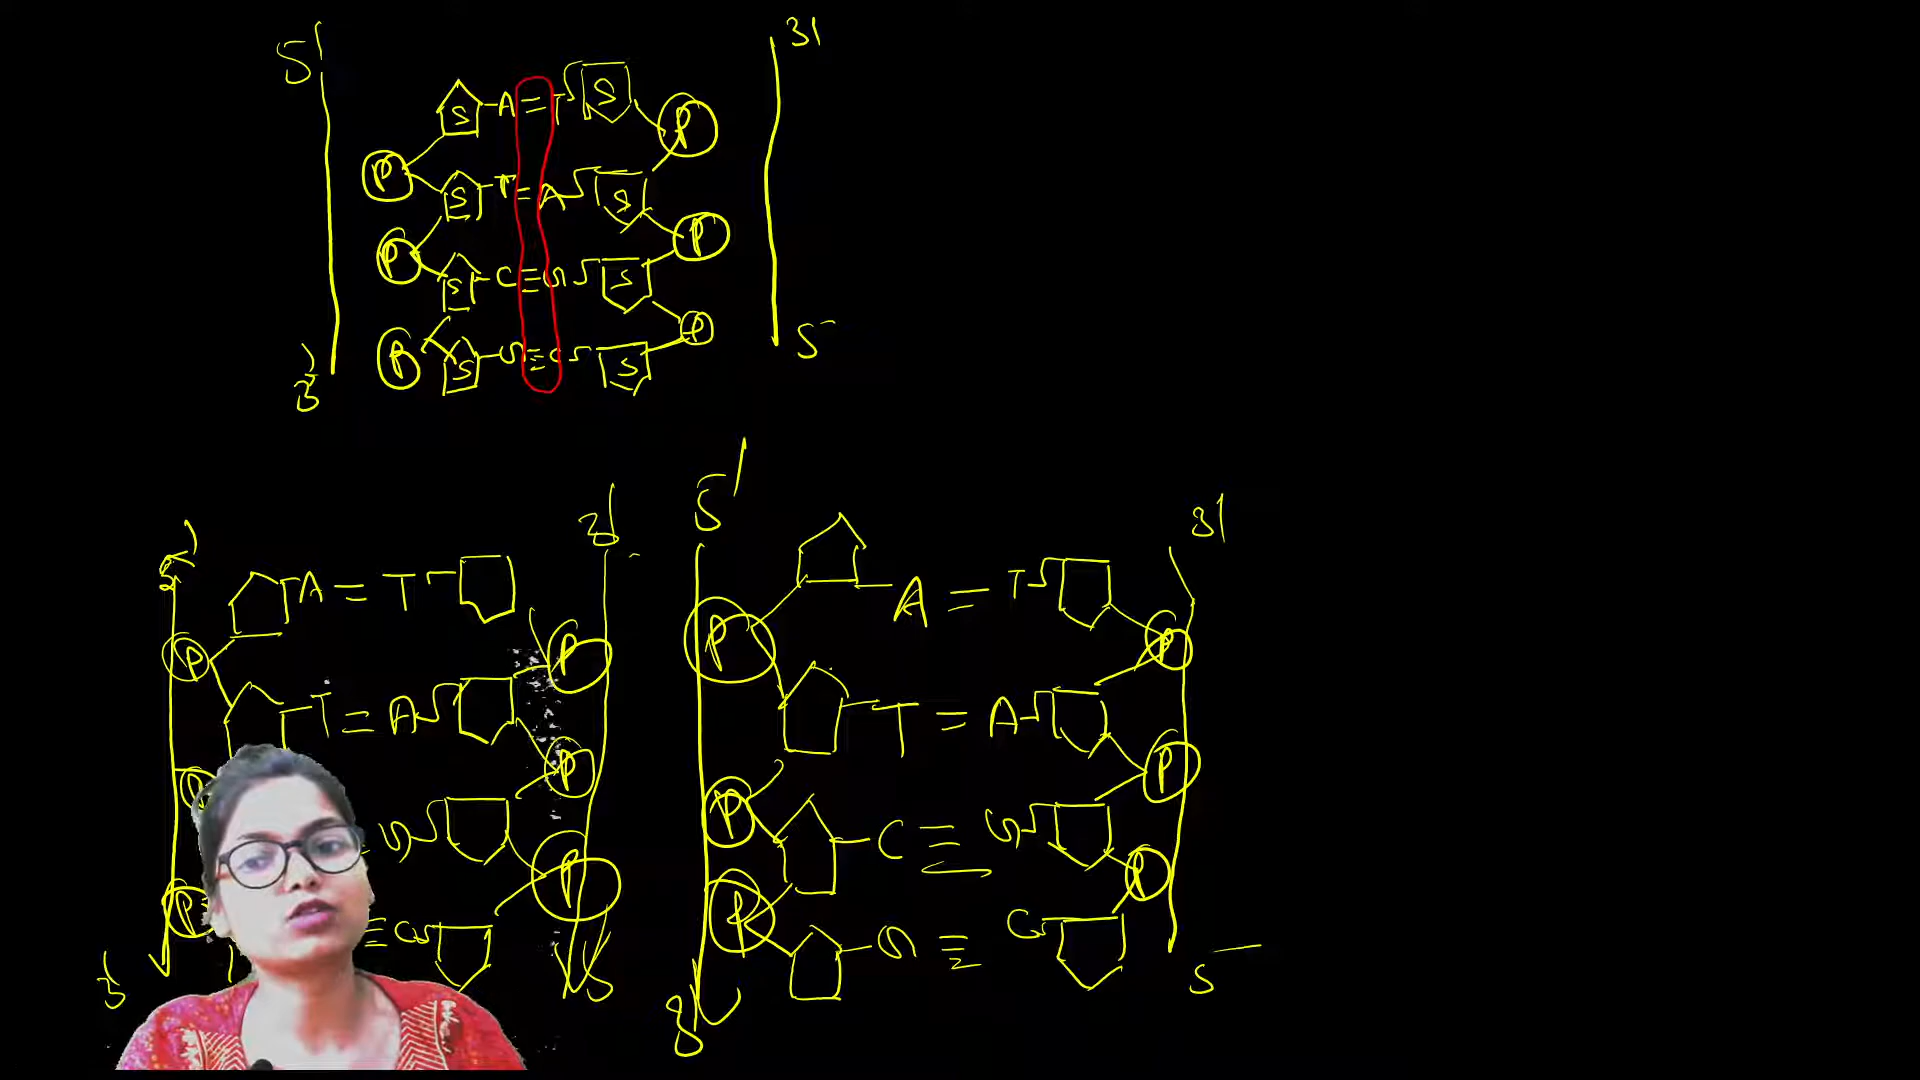 5' 3'
S A = T S P
P S T = A S P
P S C ≡ G S P
P S G ≡ C S
3' 5
5' 3'
A = T P
P T = A P
P G P
P ≡ C
3' 5
5' 3'
P A = T P
T = A P
P C ≡ G P
P G ≡ C
3' 5